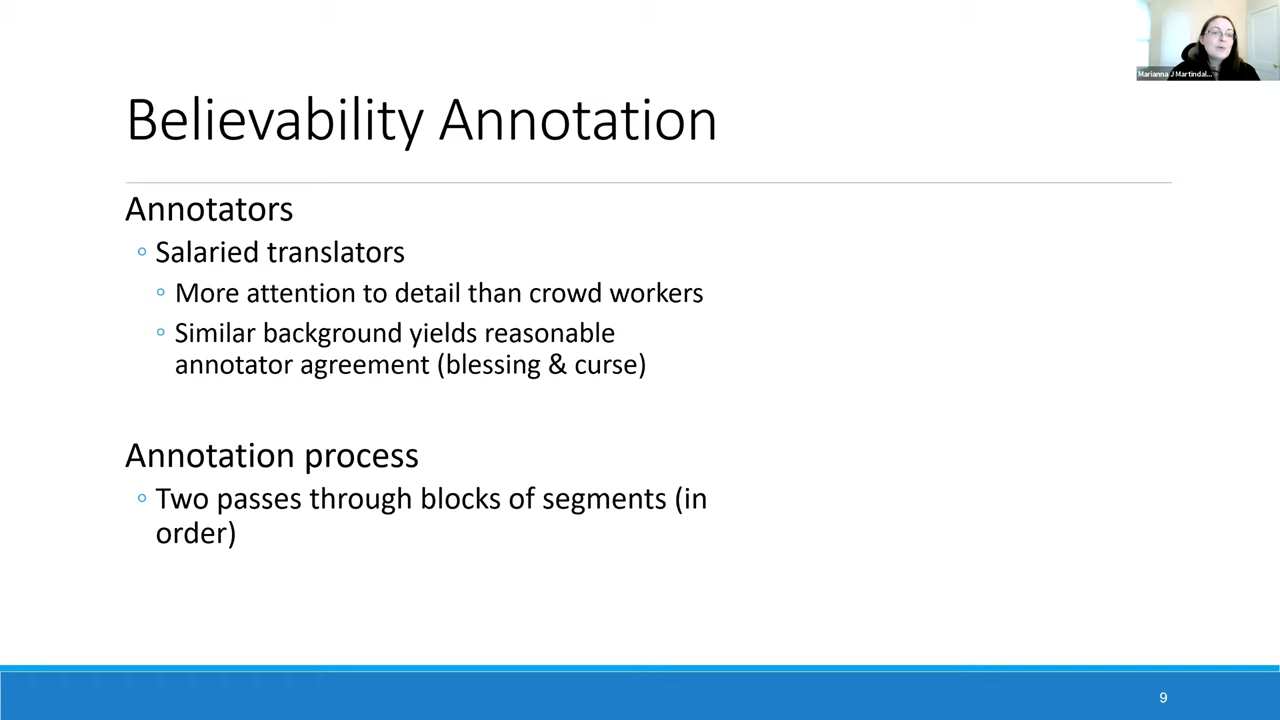 Marianna J Martindal...
Believability Annotation
Annotators
◦ Salaried translators
◦ More attention to detail than crowd workers
◦ Similar background yields reasonable
annotator agreement (blessing & curse)
Annotation process
◦ Two passes through blocks of segments (in
order)
9